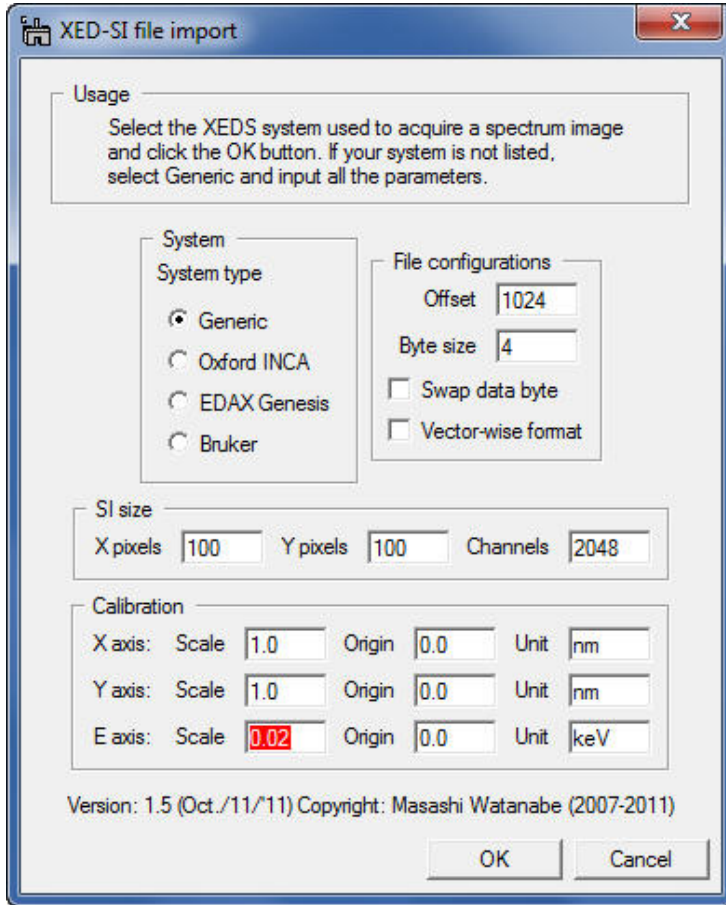 XED-SI file import
Usage
Select the XEDS system used to acquire a spectrum image
and click the OK button. If your system is not listed,
select Generic and input all the parameters.
System
System type
Generic
Oxford INCA
EDAX Genesis
Bruker
File configurations
Offset 1024
Byte size 4
Swap data byte
Vector-wise format
SI size
X pixels 100 Y pixels 100 Channels 2048
Calibration
X axis: Scale 1.0 Origin 0.0 Unit nm
Y axis: Scale 1.0 Origin 0.0 Unit nm
E axis: Scale 0.02 Origin 0.0 Unit keV
Version: 1.5 (Oct./11/'11) Copyright: Masashi Watanabe (2007-2011)
OK Cancel